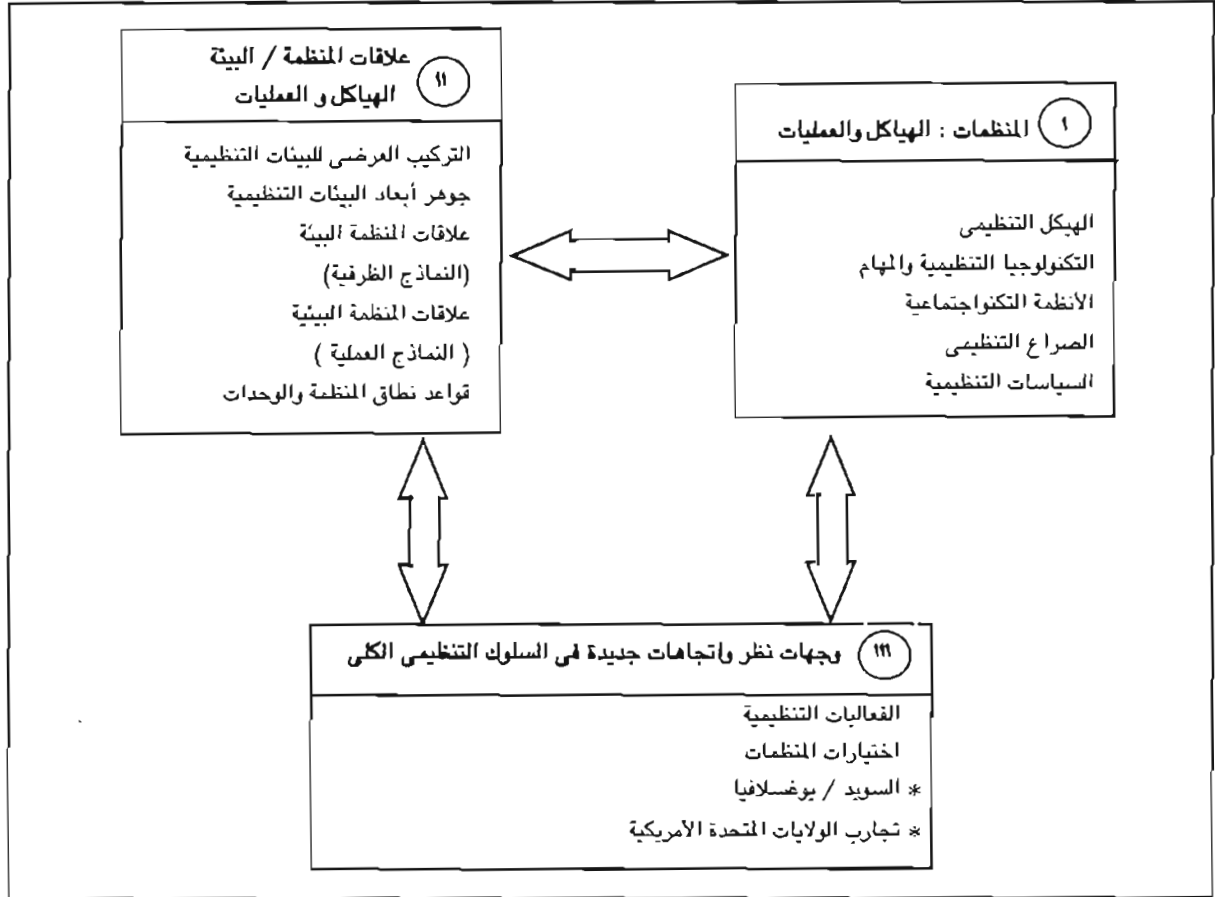 ١ المنظمات : الهياكل والعمليات
الهيكل التنظيمى
التكنولوجيا التنظيمية والمهام
الأنظمة التكنواجتماعية
الصراع التنظيمى
السياسات التنظيمية
١١ علاقات المنظمة / البيئة
الهياكل و العمليات
التركيب العرضى للبيئات التنظيمية
جوهر أبعاد البيئات التنظيمية
علاقات المنظمة البيئة
(النماذج الظرفية)
علاقات المنظمة البيئية
( النماذج العملية )
قواعد نطاق المنظمة والوحدات
١١١ وجهات نظر واتجاهات جديدة فى السلوك التنظيمى الكلى
الفعاليات التنظيمية
اختيارات المنظمات
* السويد / يوغسلافيا
* تجارب الولايات المتحدة الأمريكية